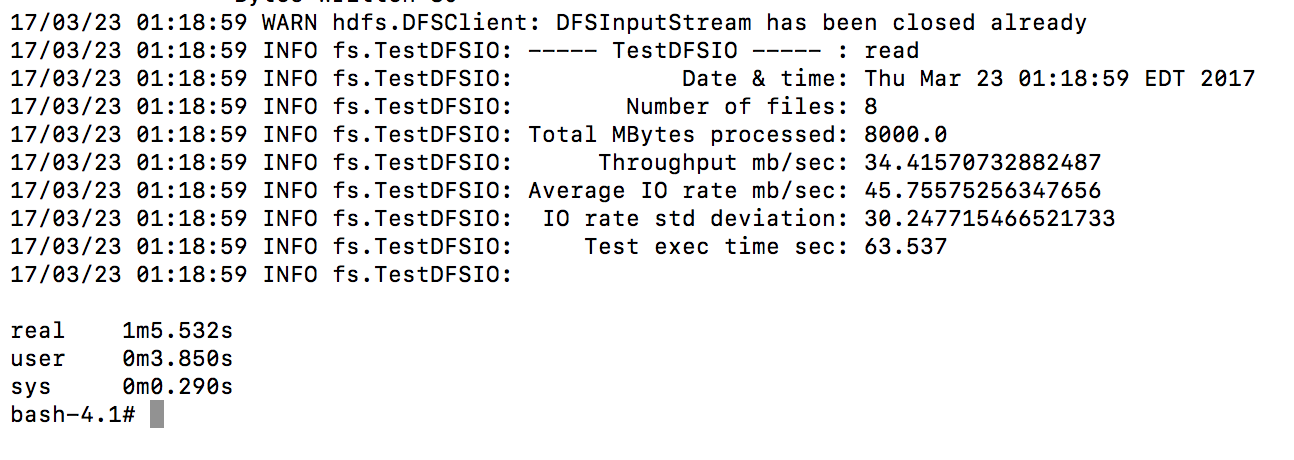 17/03/23 01:18:59 WARN hdfs.DFSClient: DFSInputStream has been closed already
17/03/23 01:18:59 INFO fs.TestDFSIO: ----- TestDFSIO ----- : read
17/03/23 01:18:59 INFO fs.TestDFSIO:            Date & time: Thu Mar 23 01:18:59 EDT 2017
17/03/23 01:18:59 INFO fs.TestDFSIO:        Number of files: 8
17/03/23 01:18:59 INFO fs.TestDFSIO: Total MBytes processed: 8000.0
17/03/23 01:18:59 INFO fs.TestDFSIO:      Throughput mb/sec: 34.41570732882487
17/03/23 01:18:59 INFO fs.TestDFSIO: Average IO rate mb/sec: 45.75575256347656
17/03/23 01:18:59 INFO fs.TestDFSIO:  IO rate std deviation: 30.247715466521733
17/03/23 01:18:59 INFO fs.TestDFSIO:     Test exec time sec: 63.537
17/03/23 01:18:59 INFO fs.TestDFSIO:
real    1m5.532s
user    0m3.850s
sys     0m0.290s
bash-4.1#